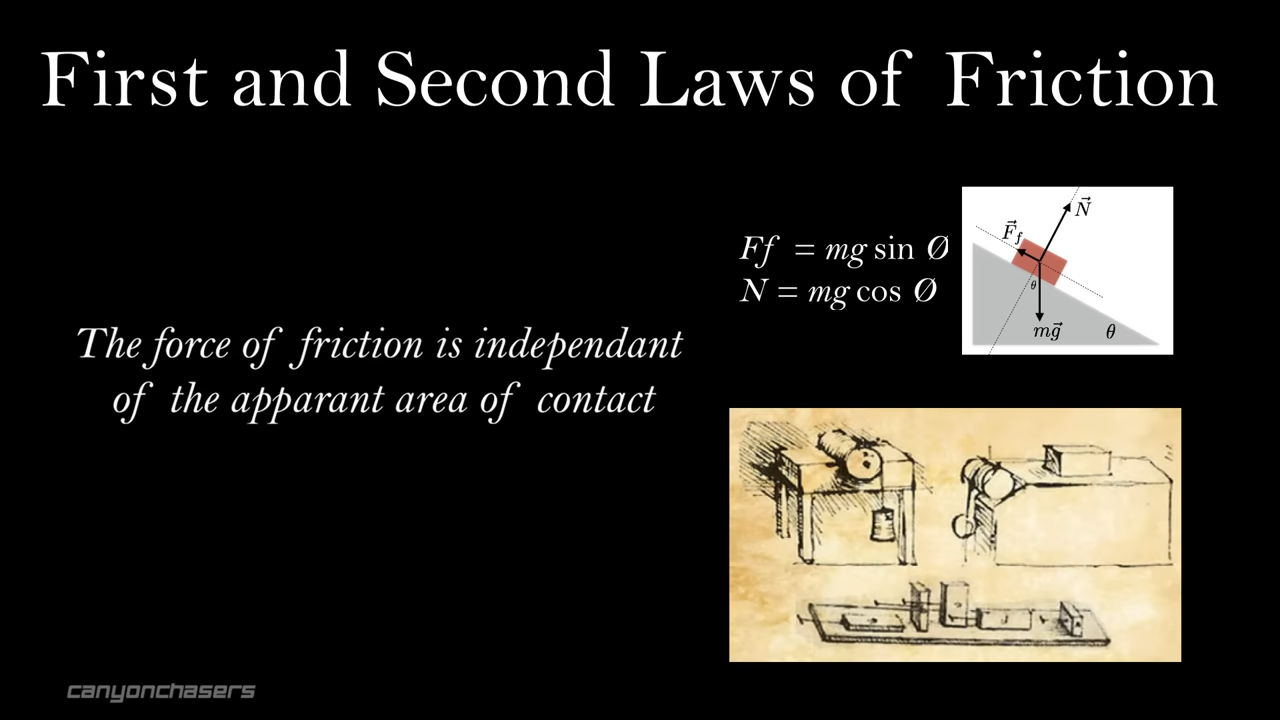 First and Second Laws of Friction
Ff = mg sin Ø
N = mg cos Ø
N⃗
F⃗f
θ
mg⃗
θ
The force of friction is independant
of the apparant area of contact
canyonchasers